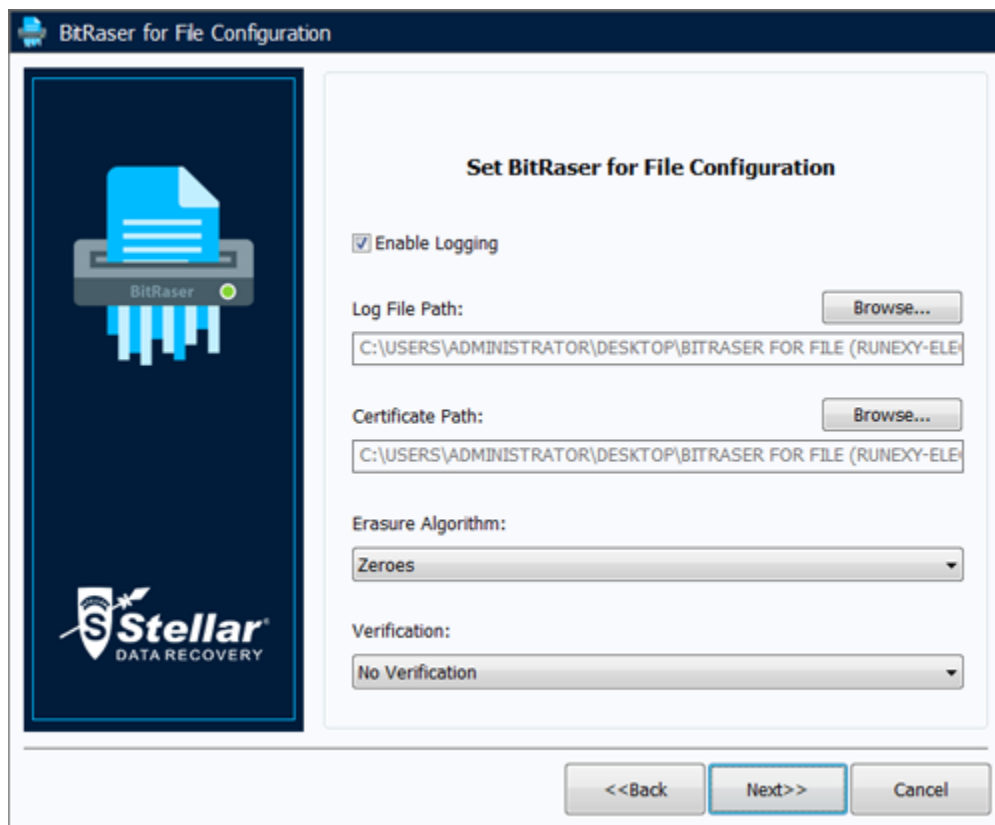 BitRaser for File Configuration
BitRaser
Stellar
DATA RECOVERY
Set BitRaser for File Configuration
Enable Logging
Log File Path:
Browse...
C:\USERS\ADMINISTRATOR\DESKTOP\BITRASER FOR FILE (RUNEXY-ELE
Certificate Path:
Browse...
C:\USERS\ADMINISTRATOR\DESKTOP\BITRASER FOR FILE (RUNEXY-ELE
Erasure Algorithm:
Zeroes
Verification:
No Verification
<<Back
Next>>
Cancel